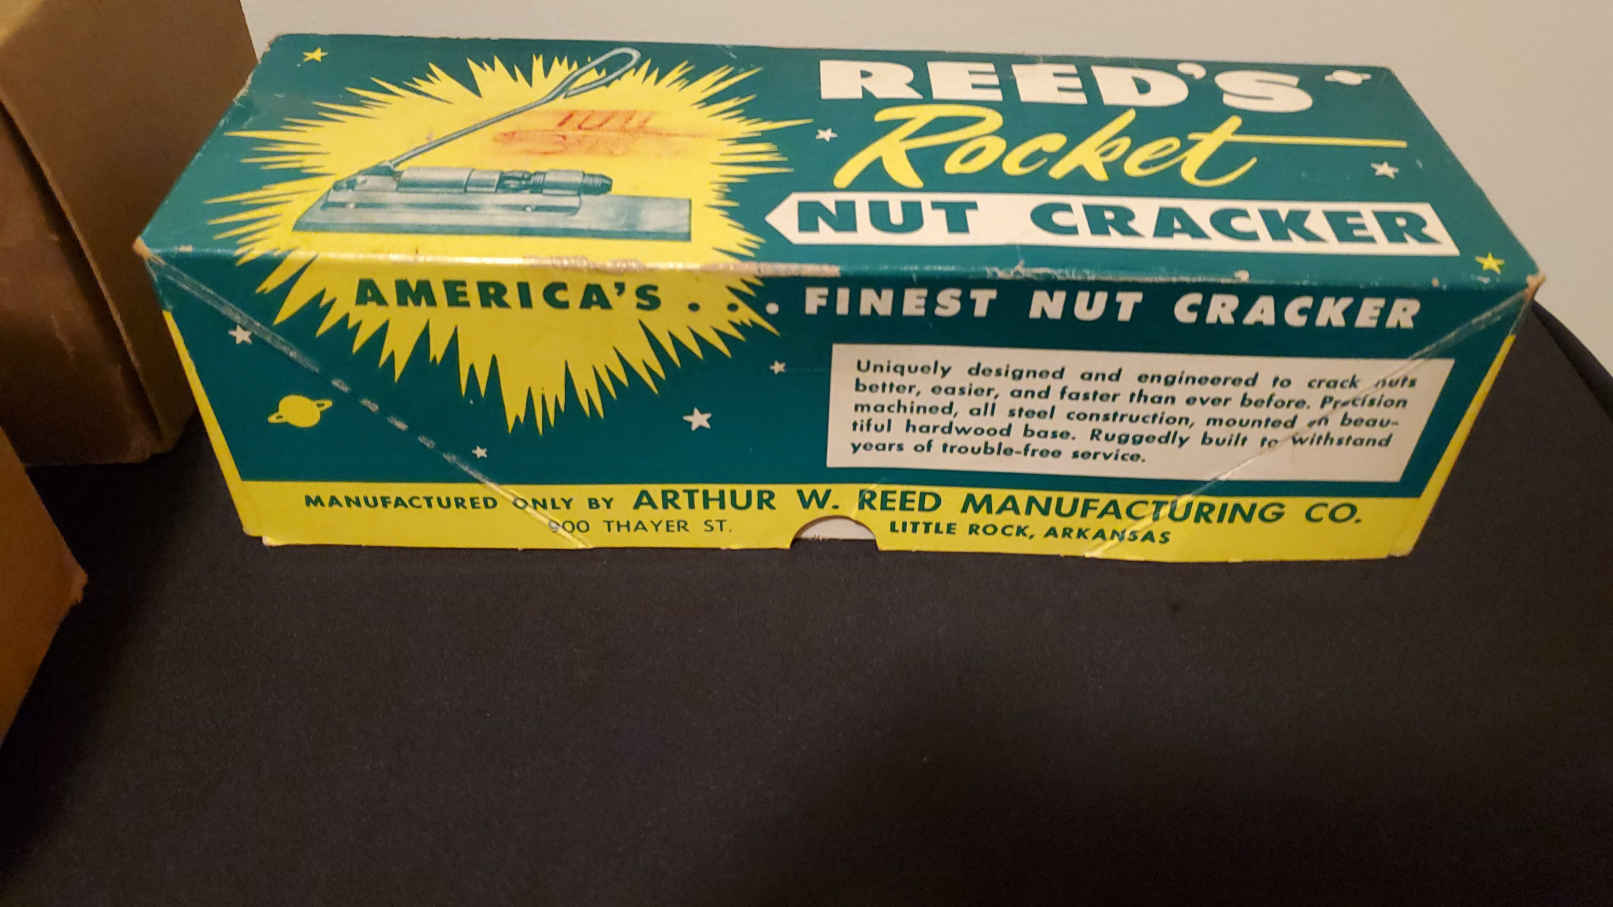 REED'S
Rocket
NUT CRACKER
AMERICA'S . . . FINEST NUT CRACKER
Uniquely designed and engineered to crack nuts
better, easier, and faster than ever before. Precision
machined, all steel construction, mounted on beau-
tiful hardwood base. Ruggedly built to withstand
years of trouble-free service.
MANUFACTURED ONLY BY ARTHUR W. REED MANUFACTURING CO.
900 THAYER ST. LITTLE ROCK, ARKANSAS